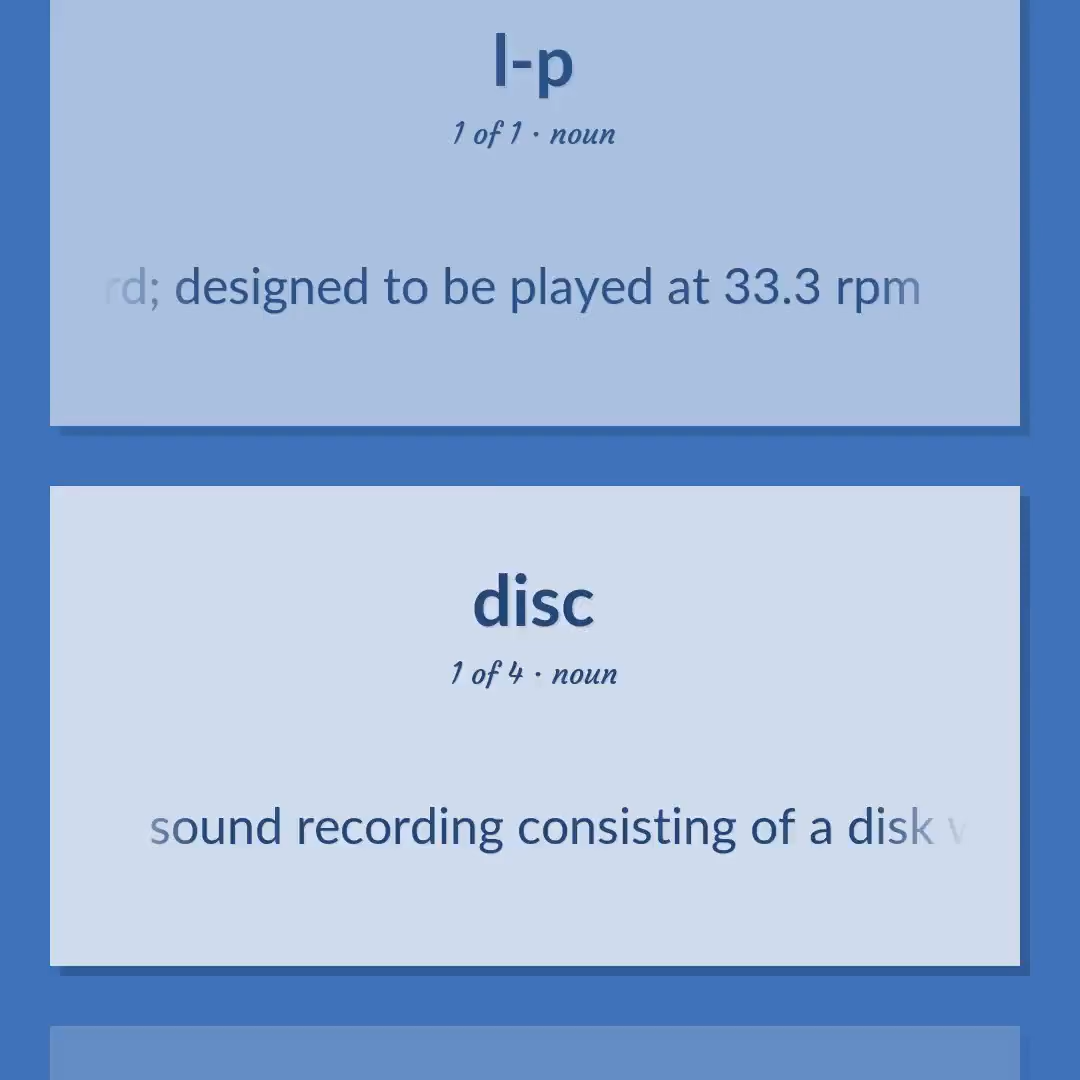 l-p
1 of 1 · noun
rd; designed to be played at 33.3 rpm
disc
1 of 4 · noun
sound recording consisting of a disk